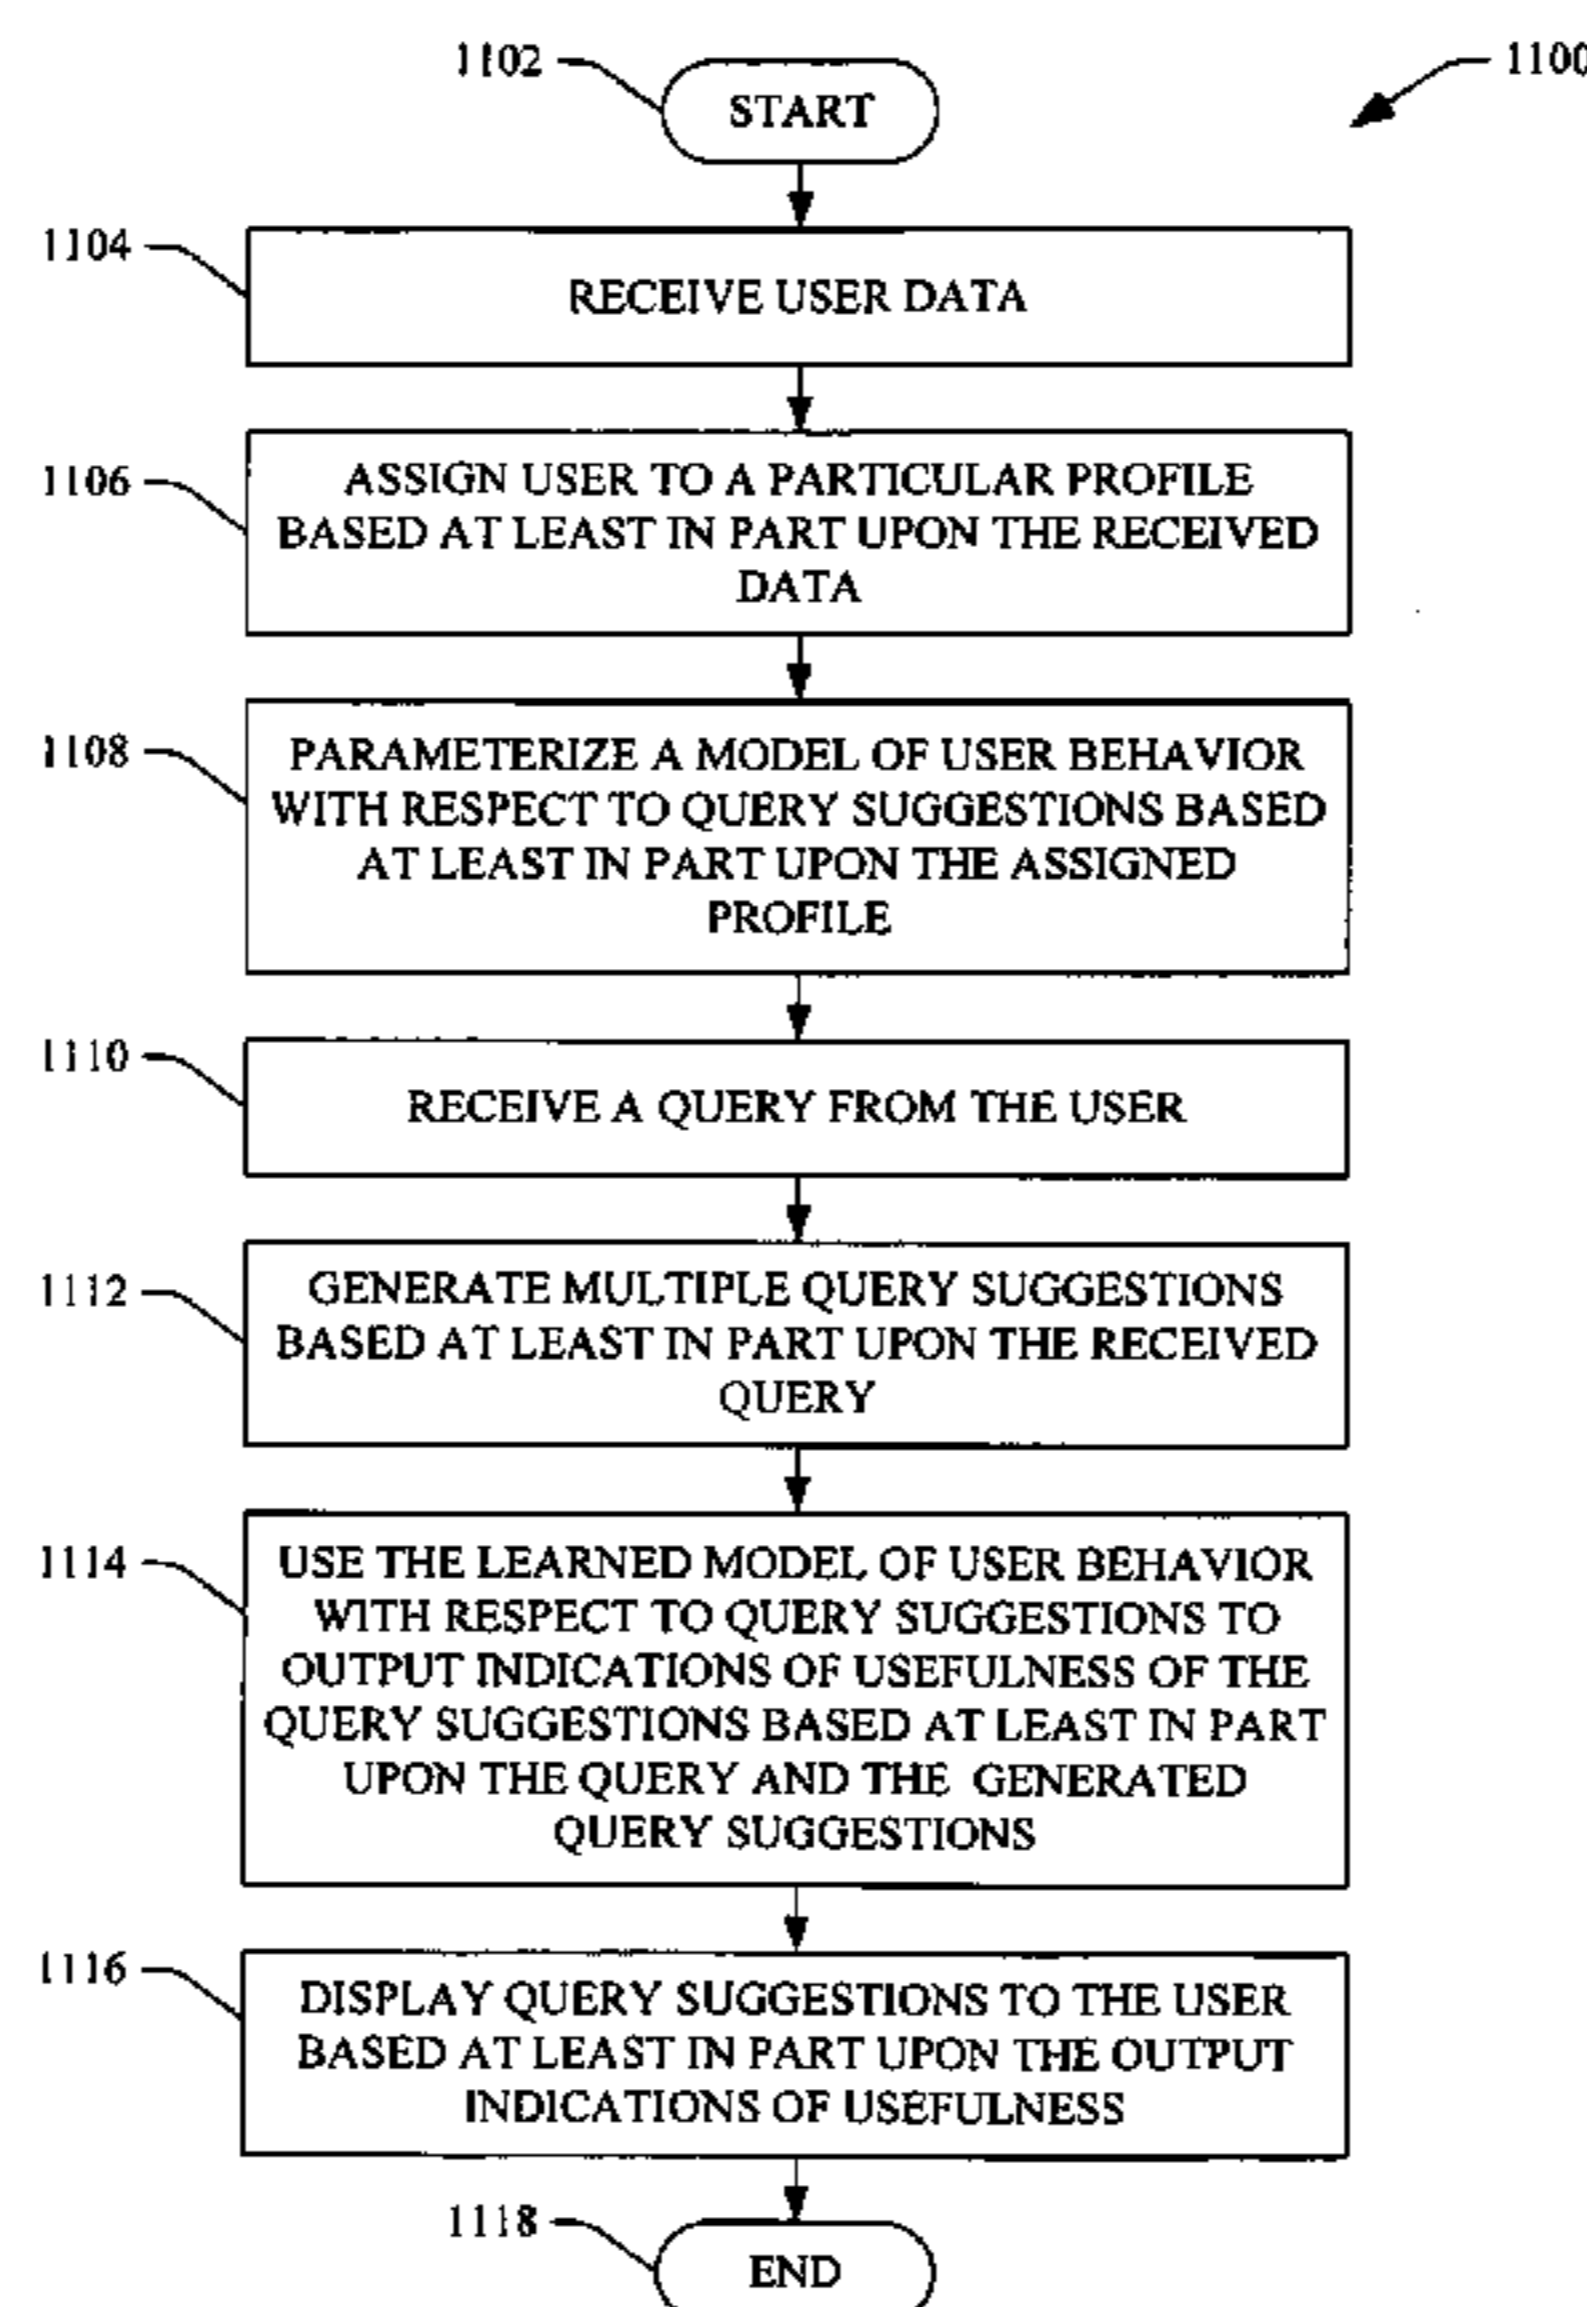 1102
START
1100
1104
RECEIVE USER DATA
1106
ASSIGN USER TO A PARTICULAR PROFILE
BASED AT LEAST IN PART UPON THE RECEIVED
DATA
1108
PARAMETERIZE A MODEL OF USER BEHAVIOR
WITH RESPECT TO QUERY SUGGESTIONS BASED
AT LEAST IN PART UPON THE ASSIGNED
PROFILE
1110
RECEIVE A QUERY FROM THE USER
1112
GENERATE MULTIPLE QUERY SUGGESTIONS
BASED AT LEAST IN PART UPON THE RECEIVED
QUERY
1114
USE THE LEARNED MODEL OF USER BEHAVIOR
WITH RESPECT TO QUERY SUGGESTIONS TO
OUTPUT INDICATIONS OF USEFULNESS OF THE
QUERY SUGGESTIONS BASED AT LEAST IN PART
UPON THE QUERY AND THE GENERATED
QUERY SUGGESTIONS
1116
DISPLAY QUERY SUGGESTIONS TO THE USER
BASED AT LEAST IN PART UPON THE OUTPUT
INDICATIONS OF USEFULNESS
1118
END